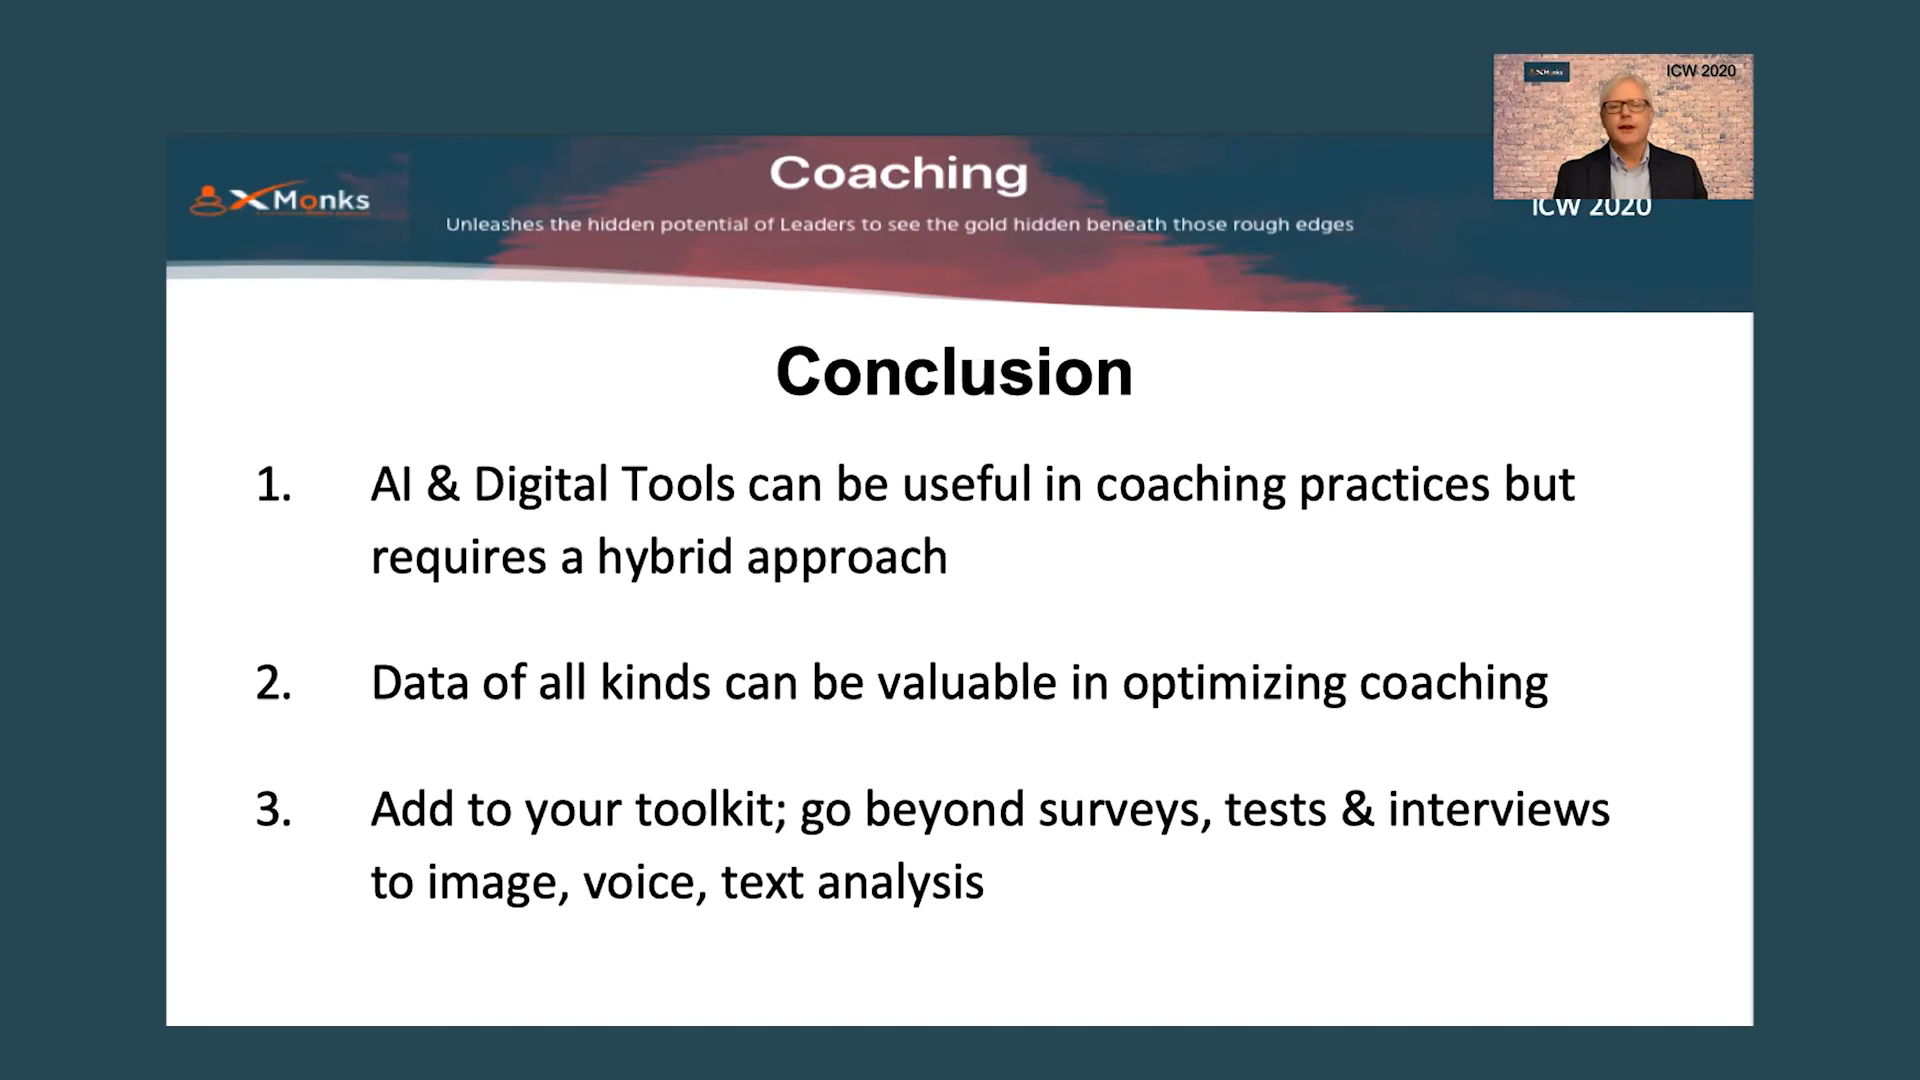 XMonks
ICW 2020
Coaching
XMonks
ICW 2020
Unleashes the hidden potential of Leaders to see the gold hidden beneath those rough edges
Conclusion
1. AI & Digital Tools can be useful in coaching practices but
requires a hybrid approach
2. Data of all kinds can be valuable in optimizing coaching
3. Add to your toolkit; go beyond surveys, tests & interviews
to image, voice, text analysis